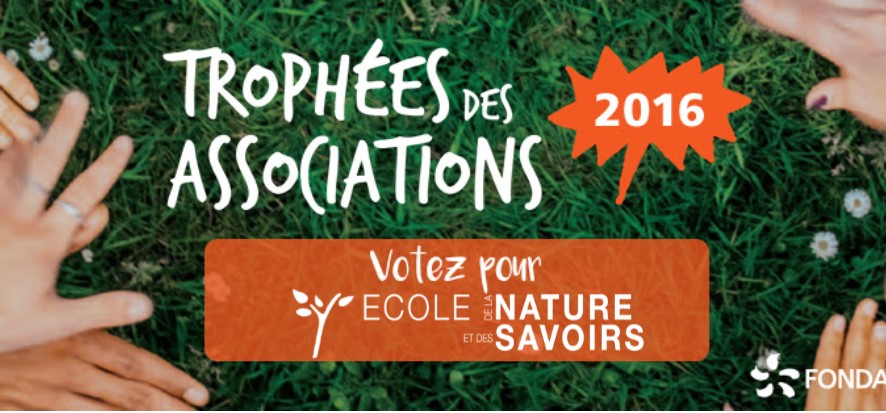 TROPHÉES DES
ASSOCIATIONS
2016
Votez pour
ECOLE DE LA NATURE
ET DES SAVOIRS
FONDA